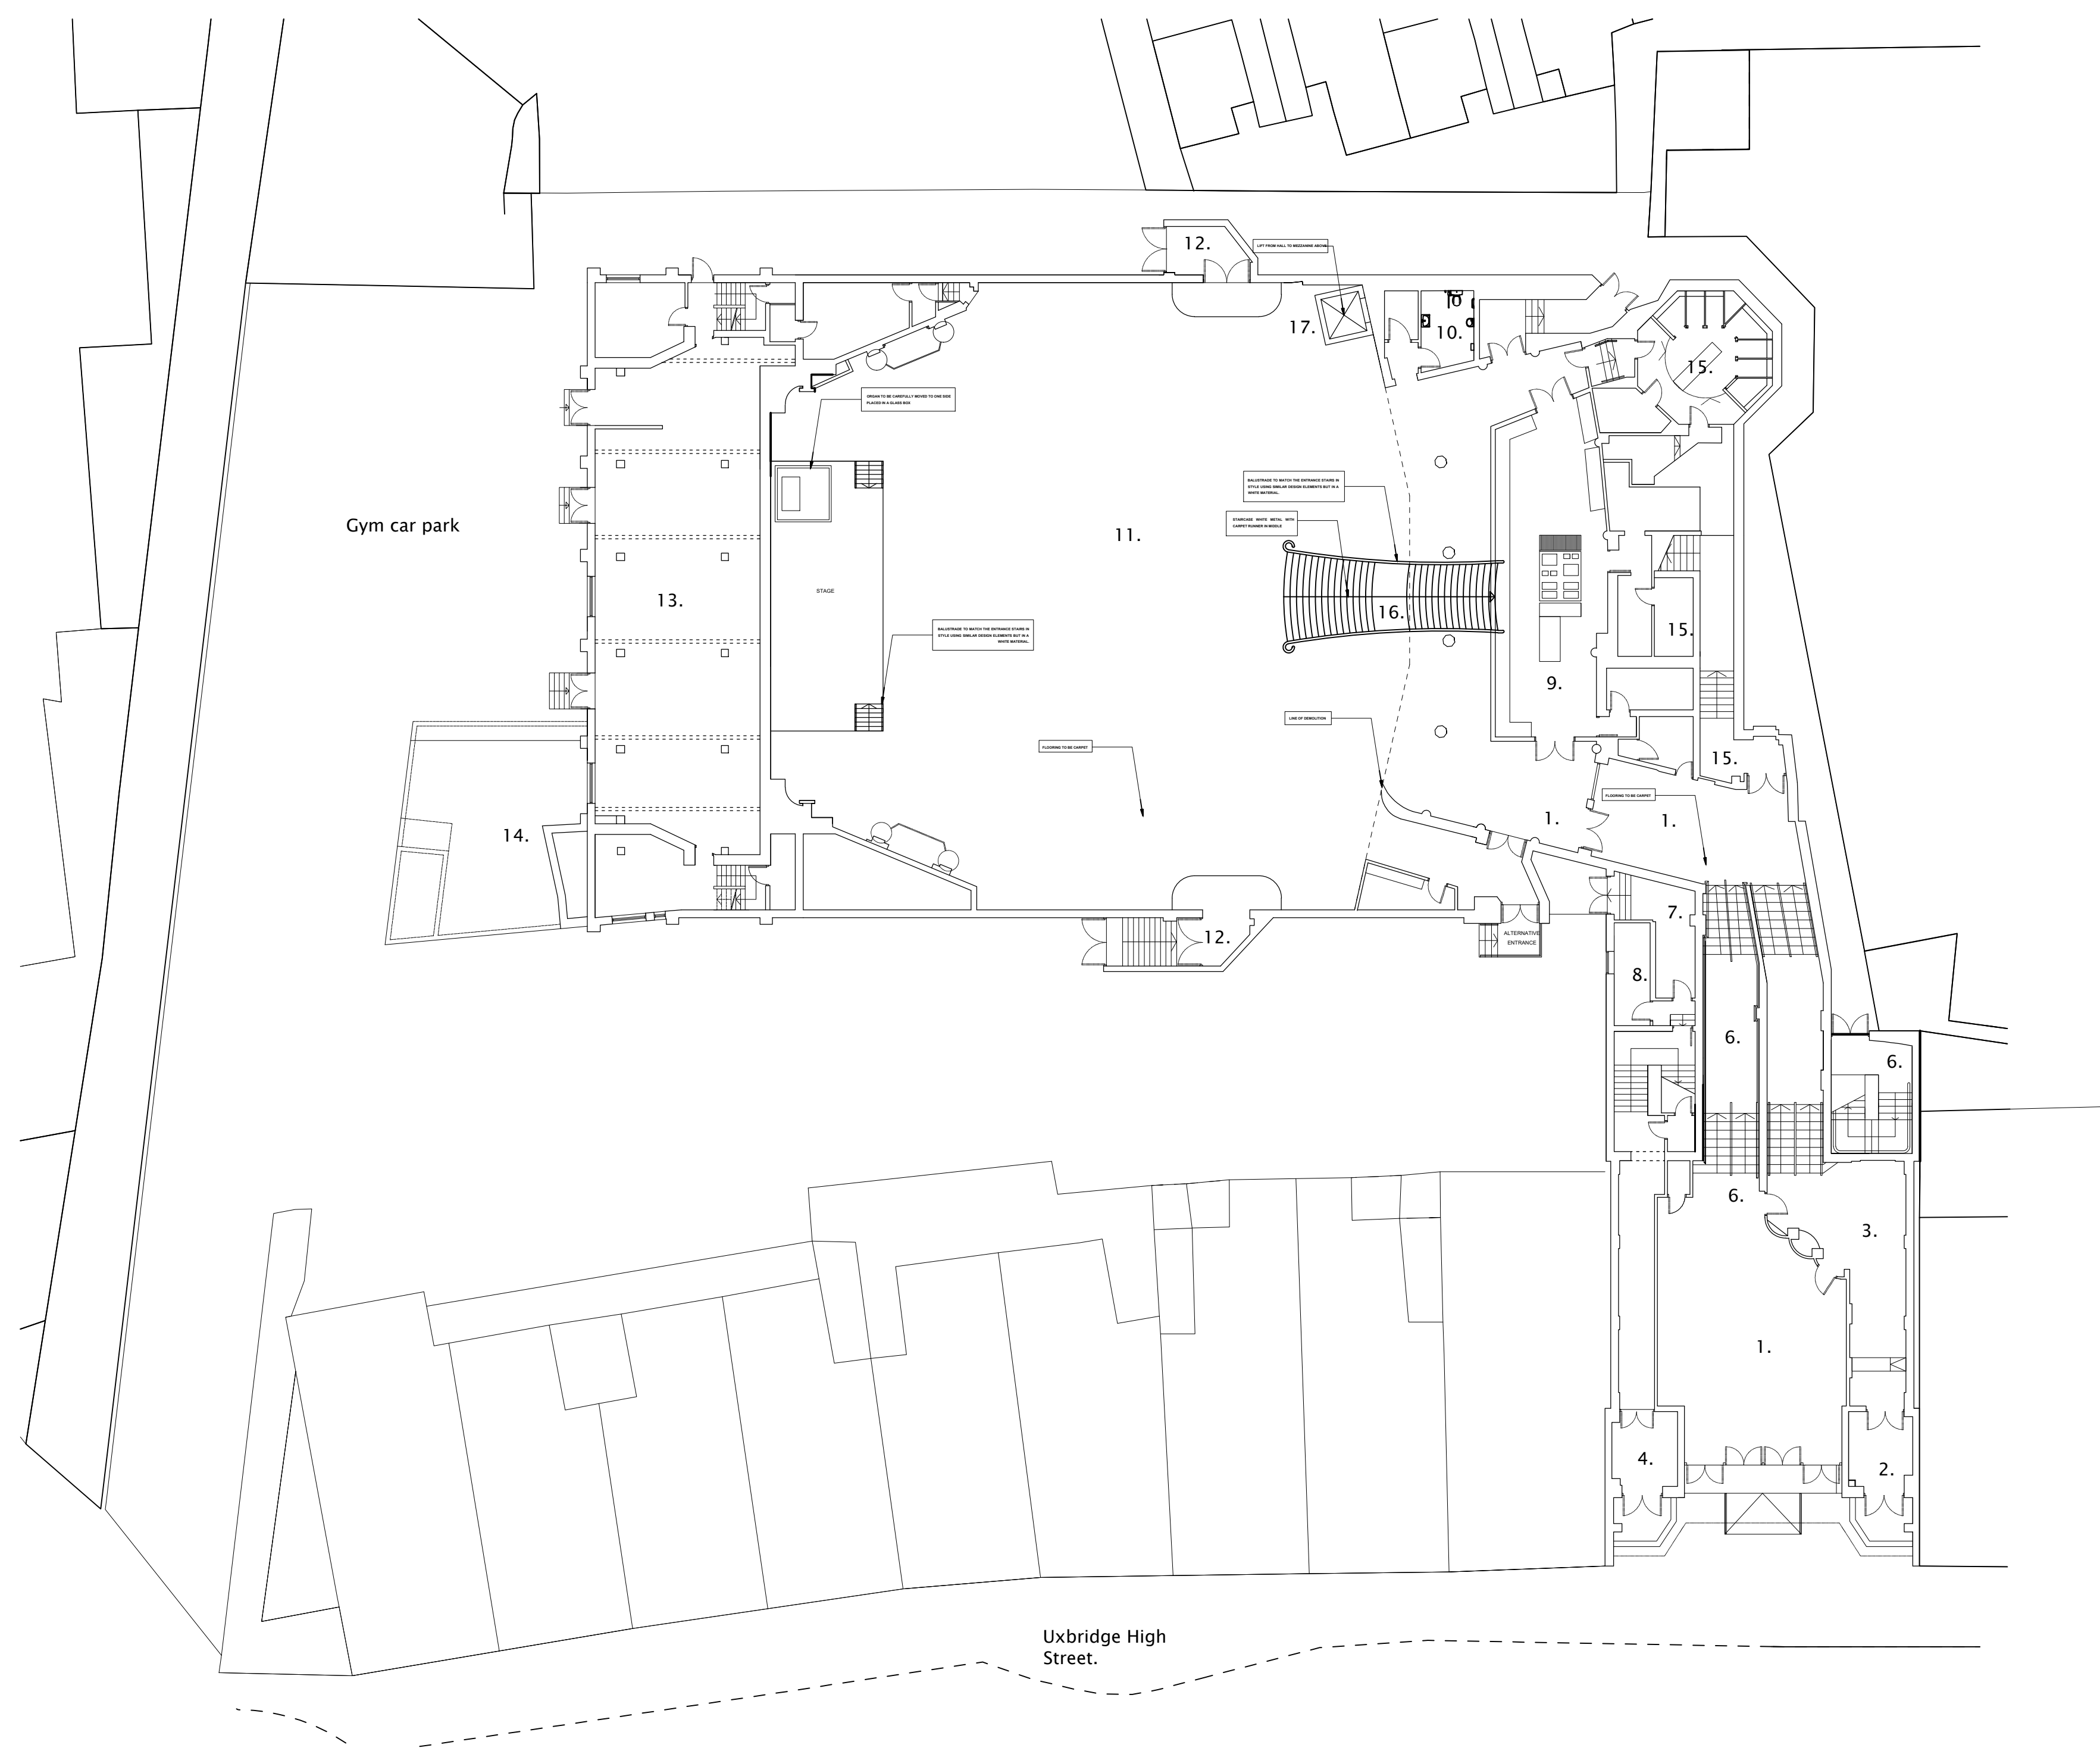 12.
LIFT FROM HALL TO MEZZANINE ABOVE
17.
10.
15.
ORGAN TO BE CAREFULLY MOVED TO ONE SIDE
PLACED IN A GLASS BOX
BALUSTRADE TO MATCH THE ENTRANCE STAIRS IN
STYLE USING SIMILAR DESIGN ELEMENTS BUT IN A
WHITE MATERIAL.
STAIRCASE WHITE METAL WITH
CARPET RUNNER IN MIDDLE
Gym car park
11.
STAGE
13.
16.
15.
BALUSTRADE TO MATCH THE ENTRANCE STAIRS IN
STYLE USING SIMILAR DESIGN ELEMENTS BUT IN A
WHITE MATERIAL.
9.
LINE OF DEMOLITION
FLOORING TO BE CARPET
15.
FLOORING TO BE CARPET
14.
1.
1.
7.
12.
ALTERNATIVE
ENTRANCE
8.
6.
6.
6.
3.
1.
4.
2.
Uxbridge High
Street.